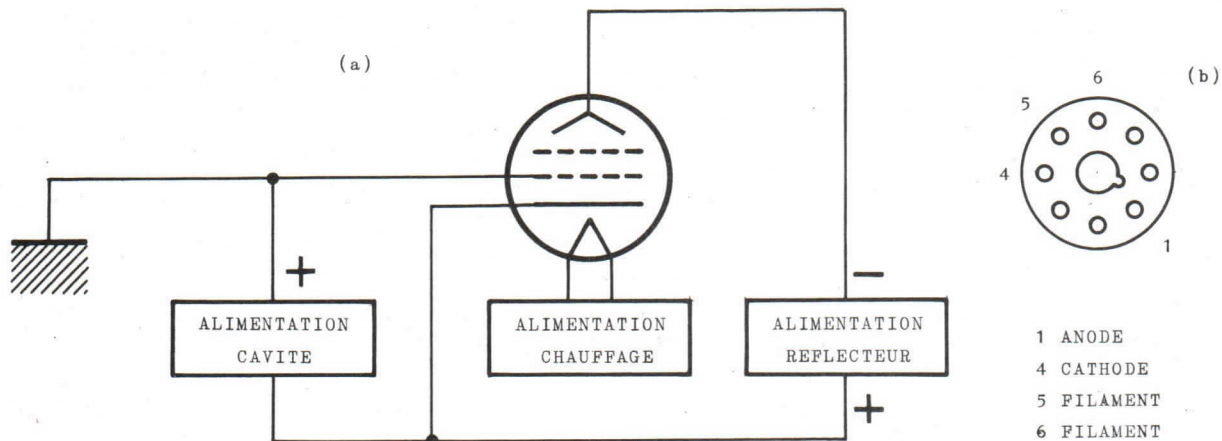 (a)
(b)
6
5
4
1
+
−
ALIMENTATION
CAVITE
ALIMENTATION
CHAUFFAGE
ALIMENTATION
REFLECTEUR
+
1 ANODE
4 CATHODE
5 FILAMENT
6 FILAMENT